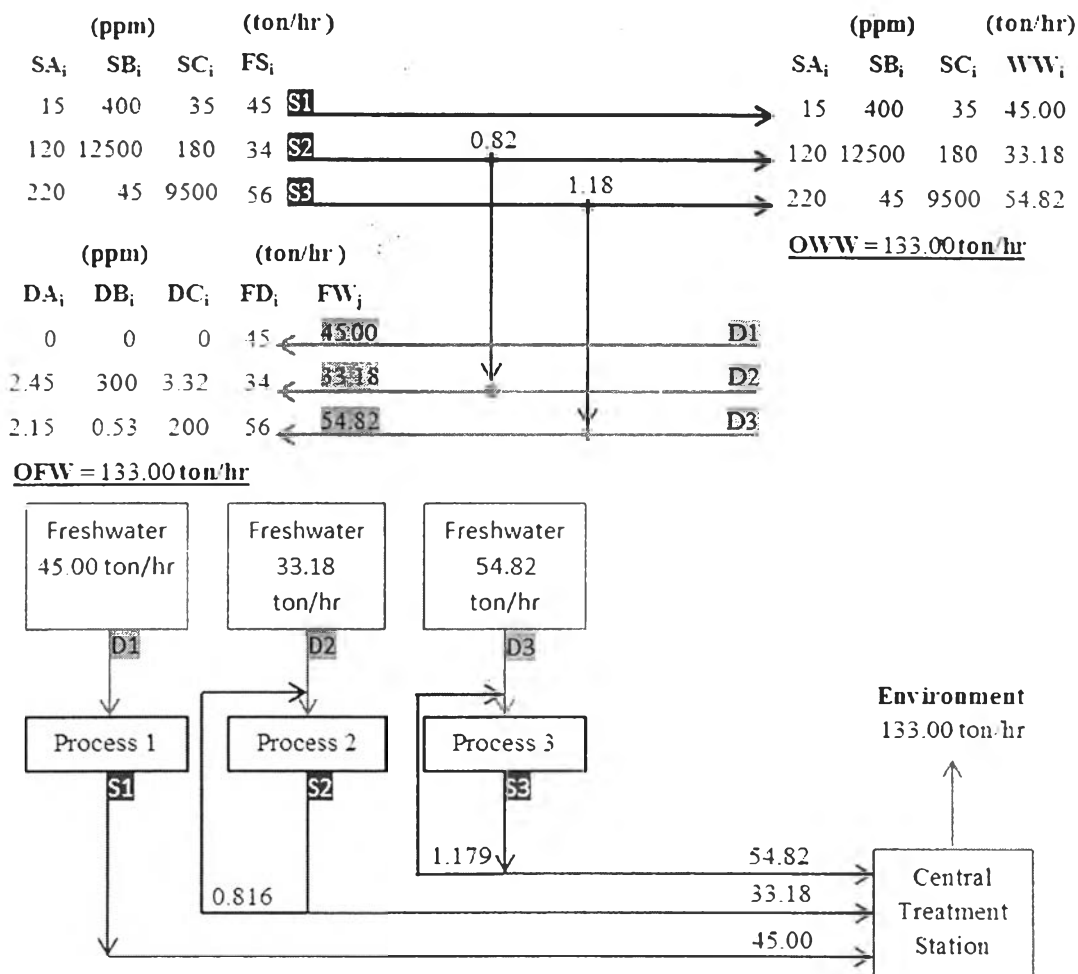 (ppm) (ton/hr) (ppm) (ton/hr)
SAi SBi SCi FSi SAi SBi SCi WWi
15 400 35 45 S1 15 400 35 45.00
0.82
120 12500 180 34 S2 120 12500 180 33.18
1.18
220 45 9500 56 S3 220 45 9500 54.82
OWW = 133.00 ton/hr
(ppm) (ton/hr)
DAi DBi DCi FDi FWj
0 0 0 45 45.00 D1
2.45 300 3.32 34 33.18 D2
2.15 0.53 200 56 54.82 D3
OFW = 133.00 ton/hr
Freshwater Freshwater Freshwater
45.00 ton/hr 33.18 54.82
ton/hr ton/hr
D1 D2 D3
Environment
133.00 ton/hr
Process 1 Process 2 Process 3
S1 S2 S3
1.179 54.82
0.816 33.18
45.00
Central
Treatment
Station